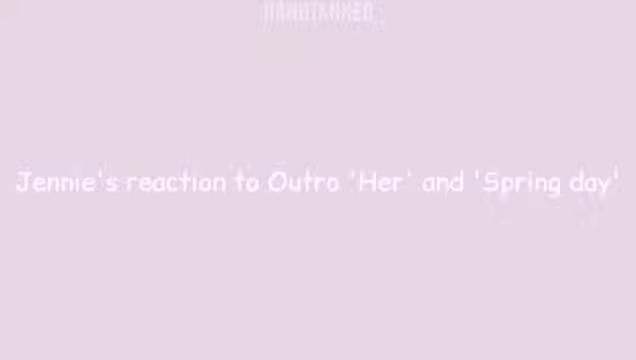 Jennie's reaction to Outro 'Her' and 'Spring day'